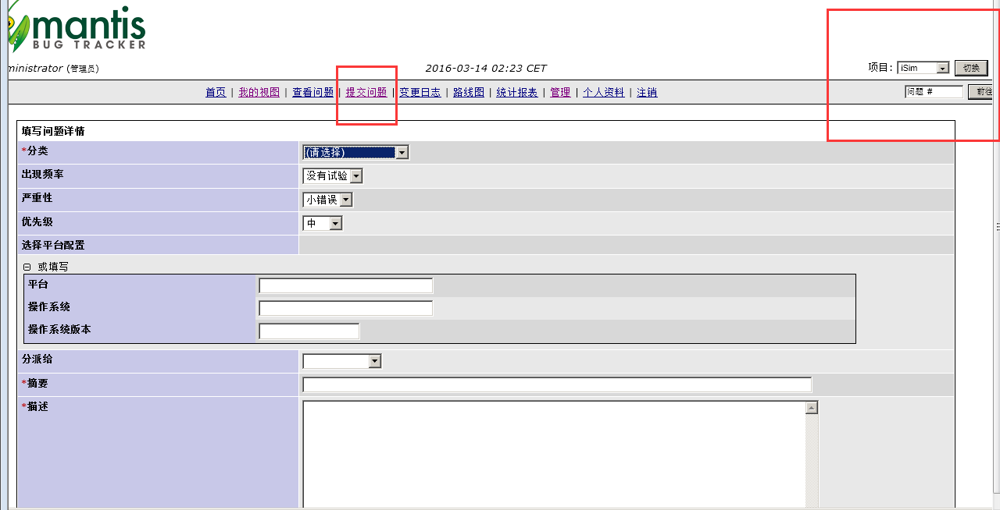 mantis
BUG TRACKER
ministrator (管理员)
2016-03-14 02:23 CET
项目: iSim 切换
首页 | 我的视图 | 查看问题 | 提交问题 | 变更日志 | 路线图 | 统计报表 | 管理 | 个人资料 | 注销
问题 # 前往
填写问题详情
*分类 (请选择)
出现频率 没有试验
严重性 小错误
优先级 中
选择平台配置
或填写
平台
操作系统
操作系统版本
分派给
*摘要
*描述